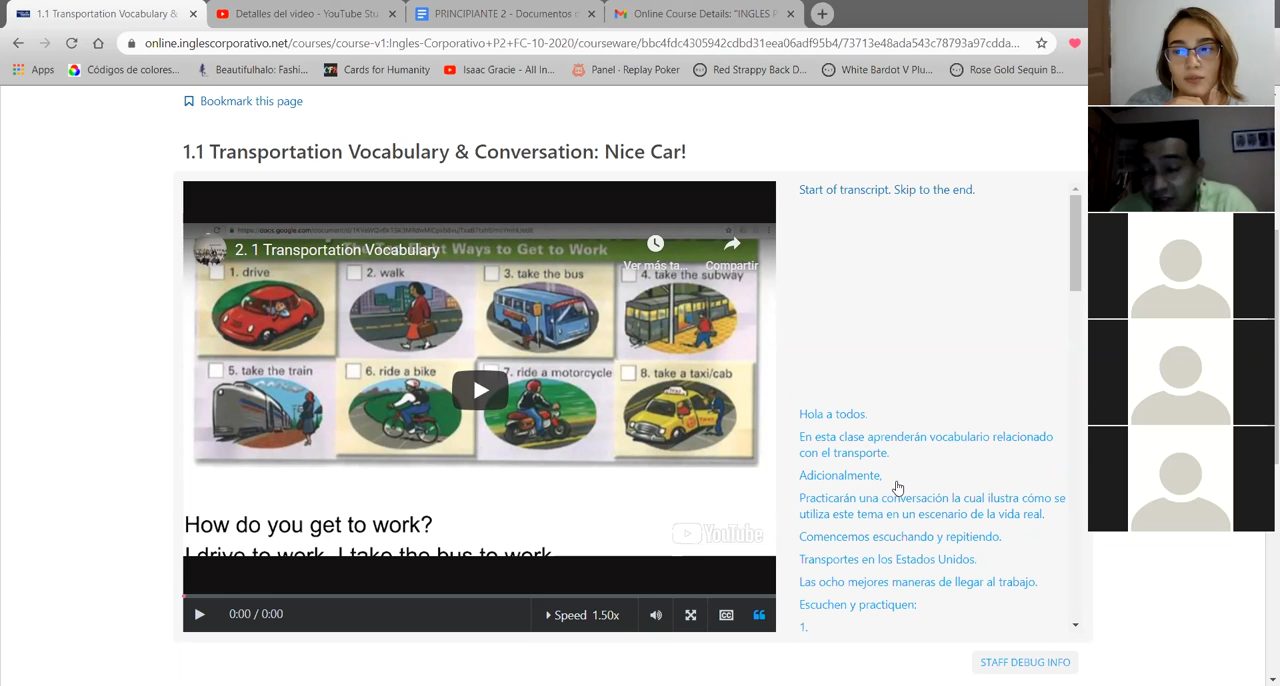 1.1 Transportation Vocabulary &
Detalles del video - YouTube Stu
PRINCIPIANTE 2 - Documentos
Online Course Details: "INGLES P
online.inglescorporativo.net/courses/course-v1:Ingles-Corporativo+P2+FC-10-2020/courseware/bbc4fdc4305942cdbd31eea06adf95b4/73713e48ada543c78793a97cdda...
Apps
Códigos de colores...
Beautifulhalo: Fashi...
Cards for Humanity
Isaac Gracie - All In...
Panel · Replay Poker
Red Strappy Back D...
White Bardot V Plu...
Rose Gold Sequin B...
Bookmark this page
1.1 Transportation Vocabulary & Conversation: Nice Car!
2. 1 Transportation Vocabulary
Ways to Get to Work
Ver más ta...
Compartir
1. drive
2. walk
3. take the bus
4. take the subway
5. take the train
6. ride a bike
7. ride a motorcycle
8. take a taxi/cab
How do you get to work?
I drive to work. I take the bus to work.
YouTube
0:00 / 0:00
Speed 1.50x
Start of transcript. Skip to the end.
Hola a todos.
En esta clase aprenderán vocabulario relacionado
con el transporte.
Adicionalmente,
Practicarán una conversación la cual ilustra cómo se
utiliza este tema en un escenario de la vida real.
Comencemos escuchando y repitiendo.
Transportes en los Estados Unidos.
Las ocho mejores maneras de llegar al trabajo.
Escuchen y practiquen:
1.
STAFF DEBUG INFO